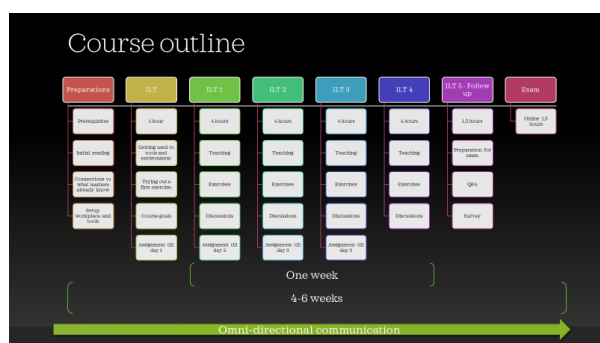 Course outline
Preparations
Prerequisites
Initial reading
Connections to
what learners
already know
Setup
workplace and
tools
ILT
1 hour
Getting used to
tools and
environment
Trying out a
first exercise.
Course goals
Assignment till
day 1
ILT 1
4 hours
Teaching
Exercises
Discussions
Assignment till
day 2
ILT 2
4 hours
Teaching
Exercises
Discussions
Assignment till
day
ILT 3
4 hours
Teaching
Exercises
Discussions
Assignment till
day
ILT 4
4 hours
Teaching
Exercises
Discussions
ILT 5 - Follow
up
1,5 hours
Preparation for
exam
Q&A
Survey
Exam
Online 1,5
hours
One week
4-6 weeks
Omni-directional communication